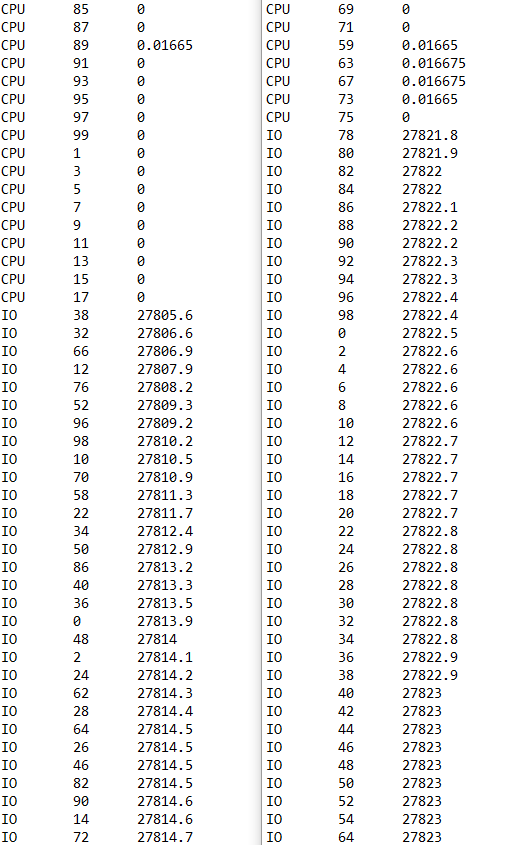 CPU 85 0
CPU 87 0
CPU 89 0.01665
CPU 91 0
CPU 93 0
CPU 95 0
CPU 97 0
CPU 99 0
CPU 1 0
CPU 3 0
CPU 5 0
CPU 7 0
CPU 9 0
CPU 11 0
CPU 13 0
CPU 15 0
CPU 17 0
IO 38 27805.6
IO 32 27806.6
IO 66 27806.9
IO 12 27807.9
IO 76 27808.2
IO 52 27809.3
IO 96 27809.2
IO 98 27810.2
IO 10 27810.5
IO 70 27810.9
IO 58 27811.3
IO 22 27811.7
IO 34 27812.4
IO 50 27812.9
IO 86 27813.2
IO 40 27813.3
IO 36 27813.5
IO 0 27813.9
IO 48 27814
IO 2 27814.1
IO 24 27814.2
IO 62 27814.3
IO 28 27814.4
IO 64 27814.5
IO 26 27814.5
IO 46 27814.5
IO 82 27814.5
IO 90 27814.6
IO 14 27814.6
IO 72 27814.7
CPU 69 0
CPU 71 0
CPU 59 0.01665
CPU 63 0.016675
CPU 67 0.016675
CPU 73 0.01665
CPU 75 0
IO 78 27821.8
IO 80 27821.9
IO 82 27822
IO 84 27822
IO 86 27822.1
IO 88 27822.2
IO 90 27822.2
IO 92 27822.3
IO 94 27822.3
IO 96 27822.4
IO 98 27822.4
IO 0 27822.5
IO 2 27822.6
IO 4 27822.6
IO 6 27822.6
IO 8 27822.6
IO 10 27822.6
IO 12 27822.7
IO 14 27822.7
IO 16 27822.7
IO 18 27822.7
IO 20 27822.7
IO 22 27822.8
IO 24 27822.8
IO 26 27822.8
IO 28 27822.8
IO 30 27822.8
IO 32 27822.8
IO 34 27822.8
IO 36 27822.9
IO 38 27822.9
IO 40 27823
IO 42 27823
IO 44 27823
IO 46 27823
IO 48 27823
IO 50 27823
IO 52 27823
IO 54 27823
IO 64 27823